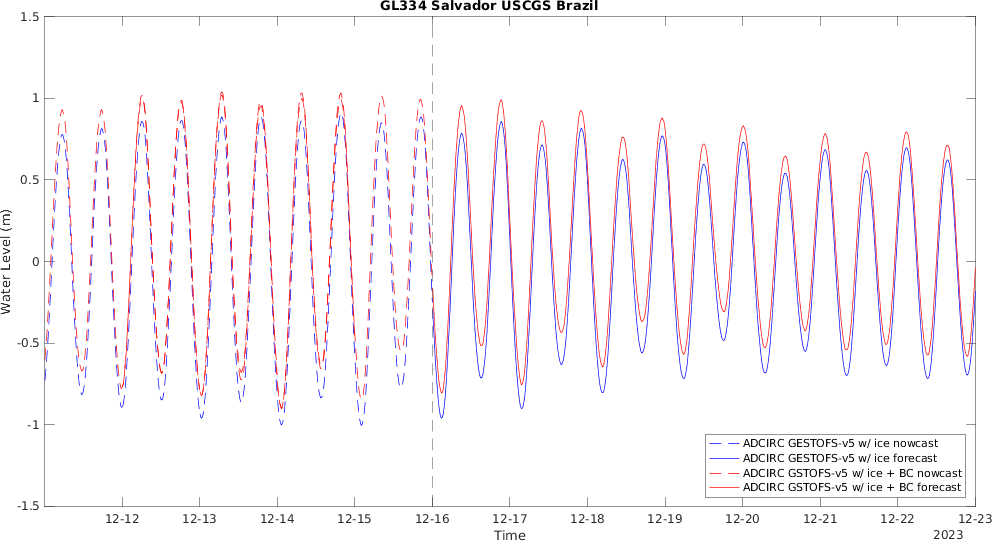 GL334 Salvador USCGS Brazil
1.5
1
0.5
0
-0.5
-1
-1.5
Water Level (m)
ADCIRC GESTOFS-v5 w/ ice nowcast
ADCIRC GESTOFS-v5 w/ ice forecast
ADCIRC GSTOFS-v5 w/ ice + BC nowcast
ADCIRC GSTOFS-v5 w/ ice + BC forecast
12-12 12-13 12-14 12-15 12-16 12-17 12-18 12-19 12-20 12-21 12-22 12-23
Time
2023